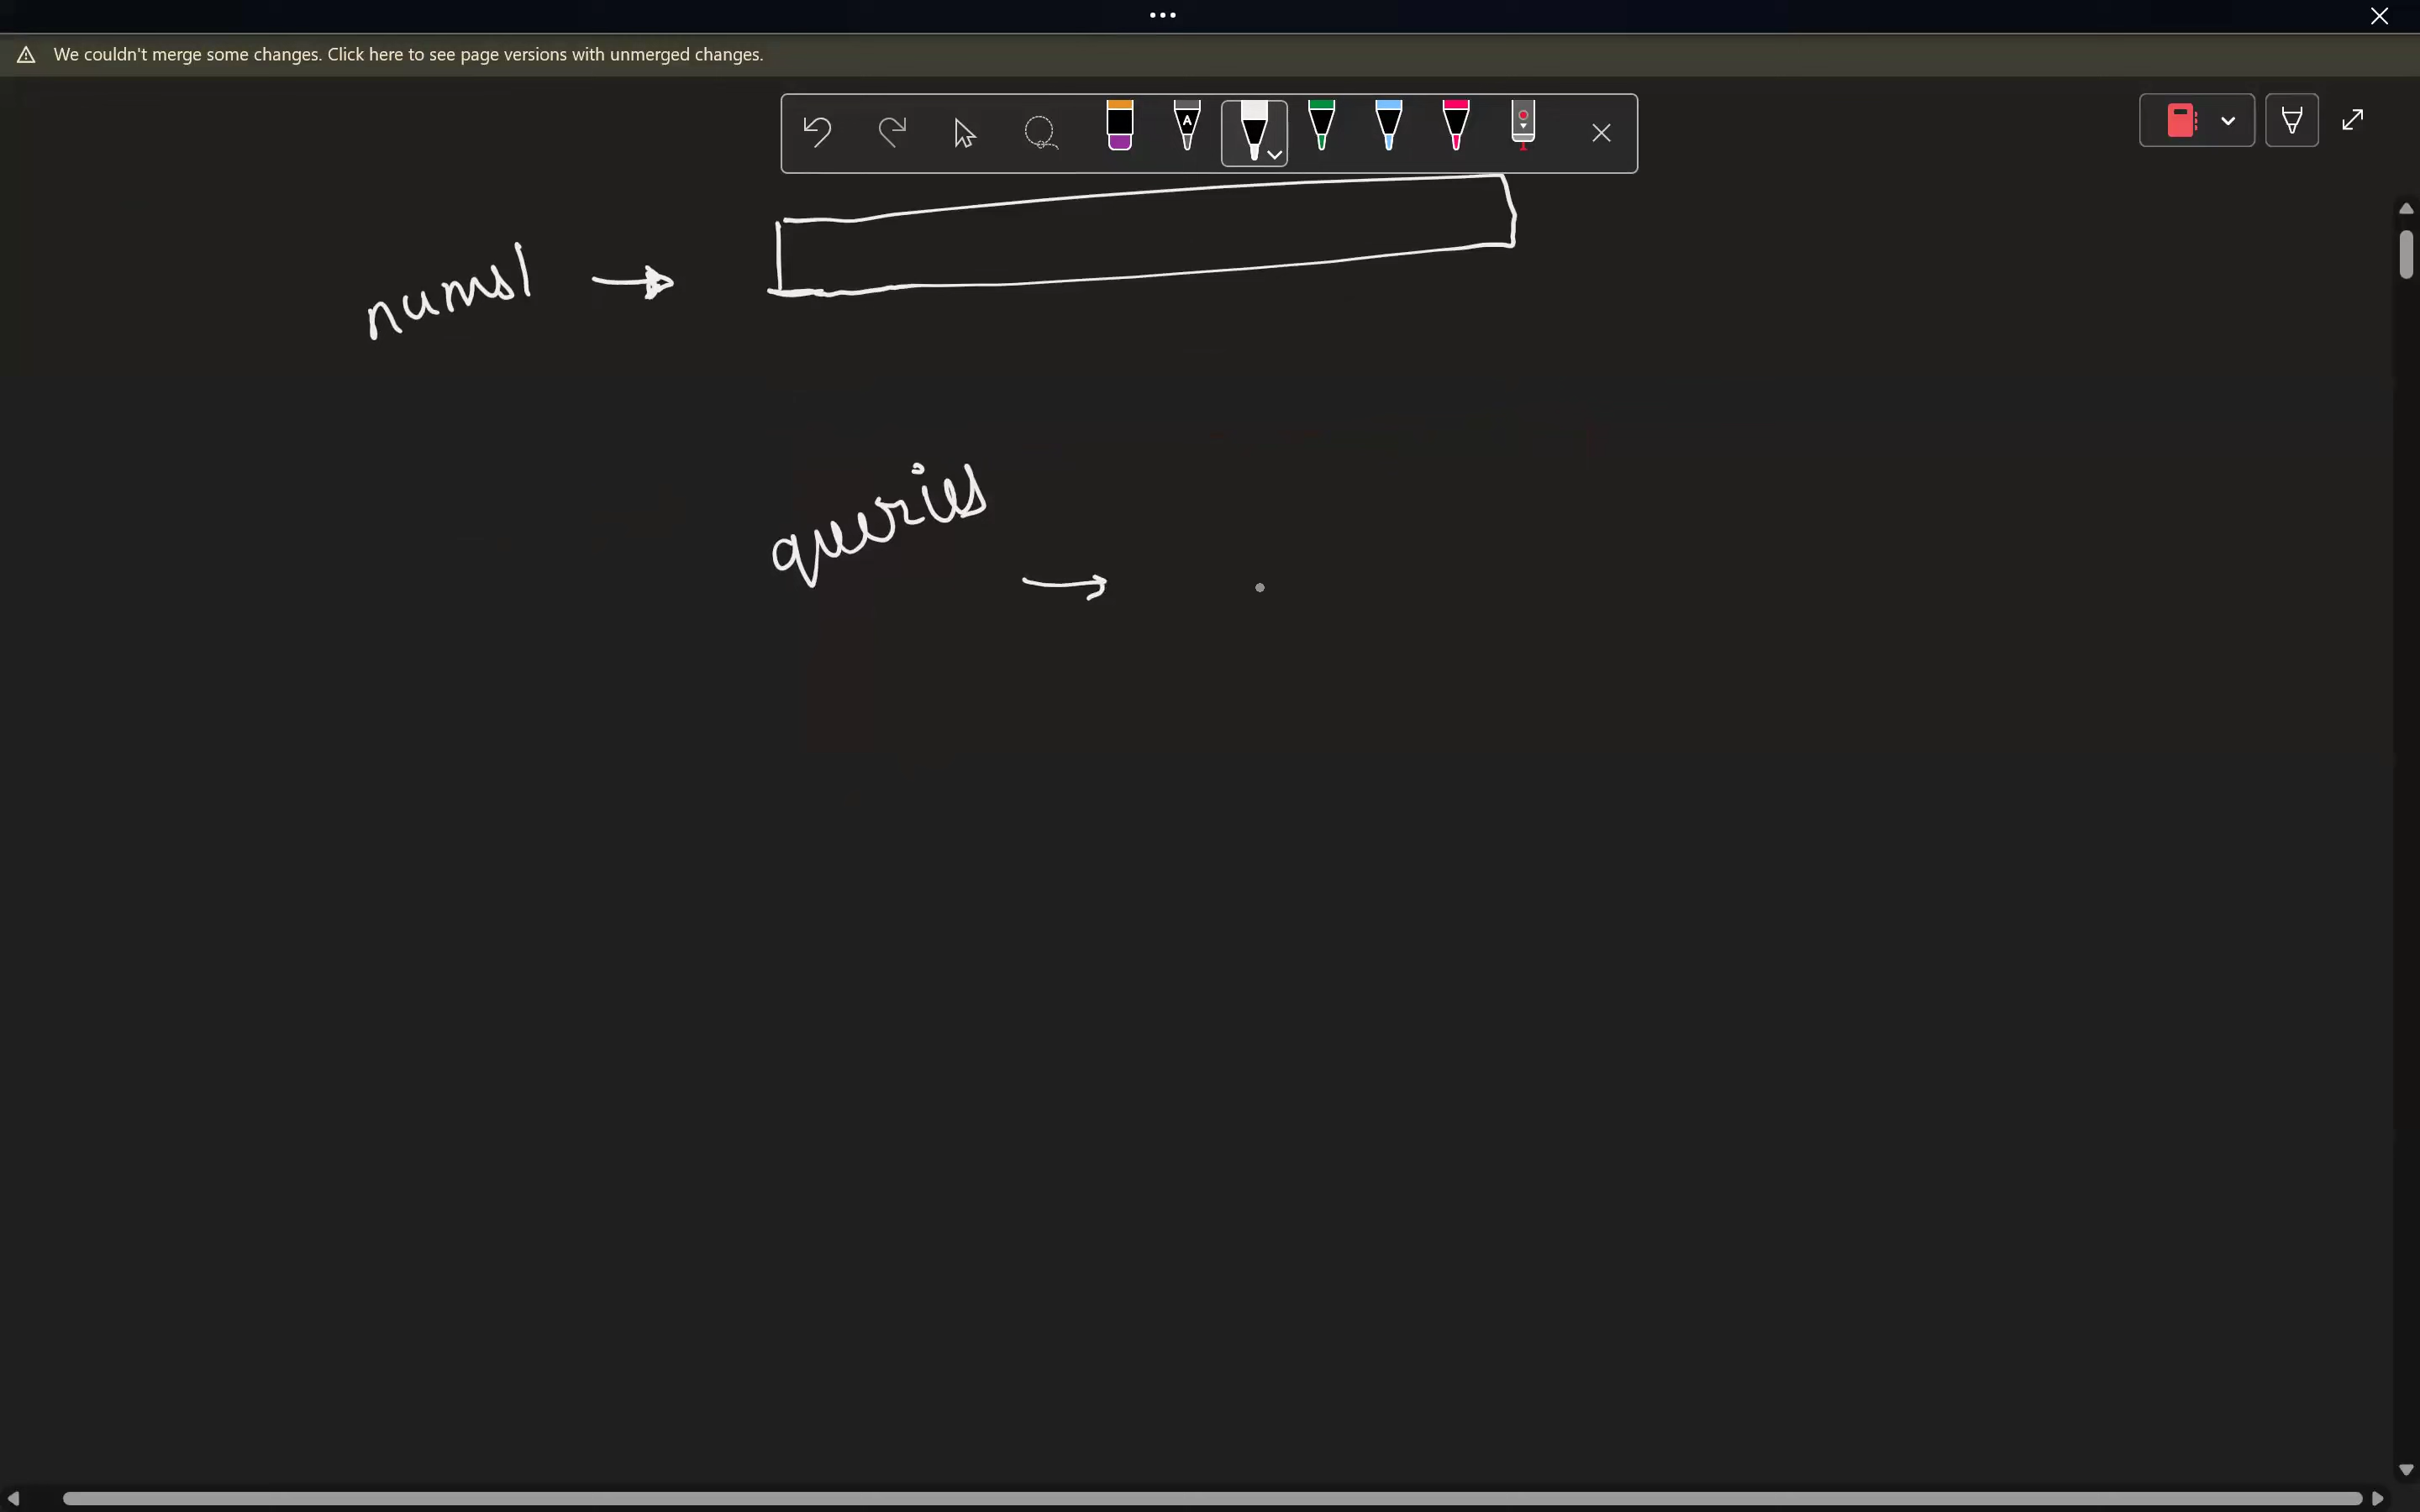 We couldn't merge some changes. Click here to see page versions with unmerged changes.
A
nums1 →
queries →